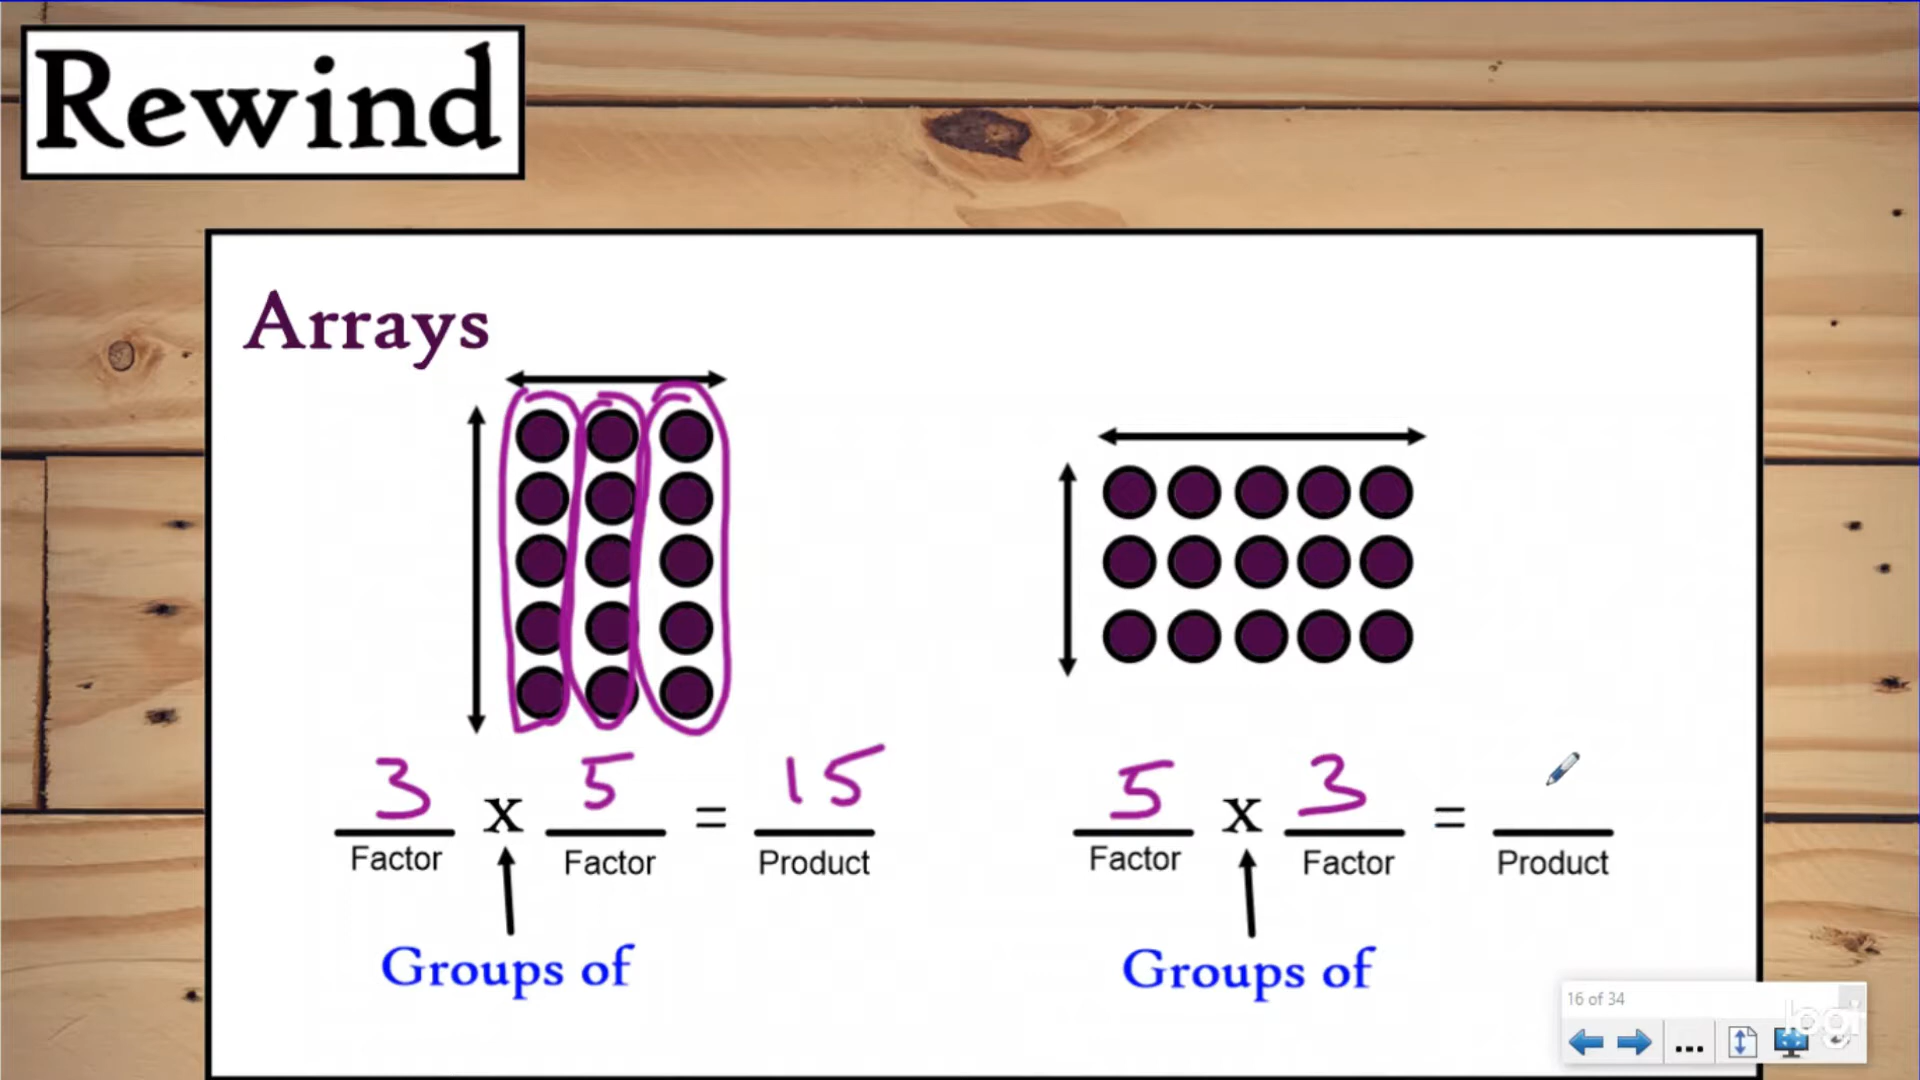 Rewind
Arrays
3 x 5 = 15
Factor Factor Product
Groups of
5 x 3 =
Factor Factor Product
Groups of
16 of 34
...
logi